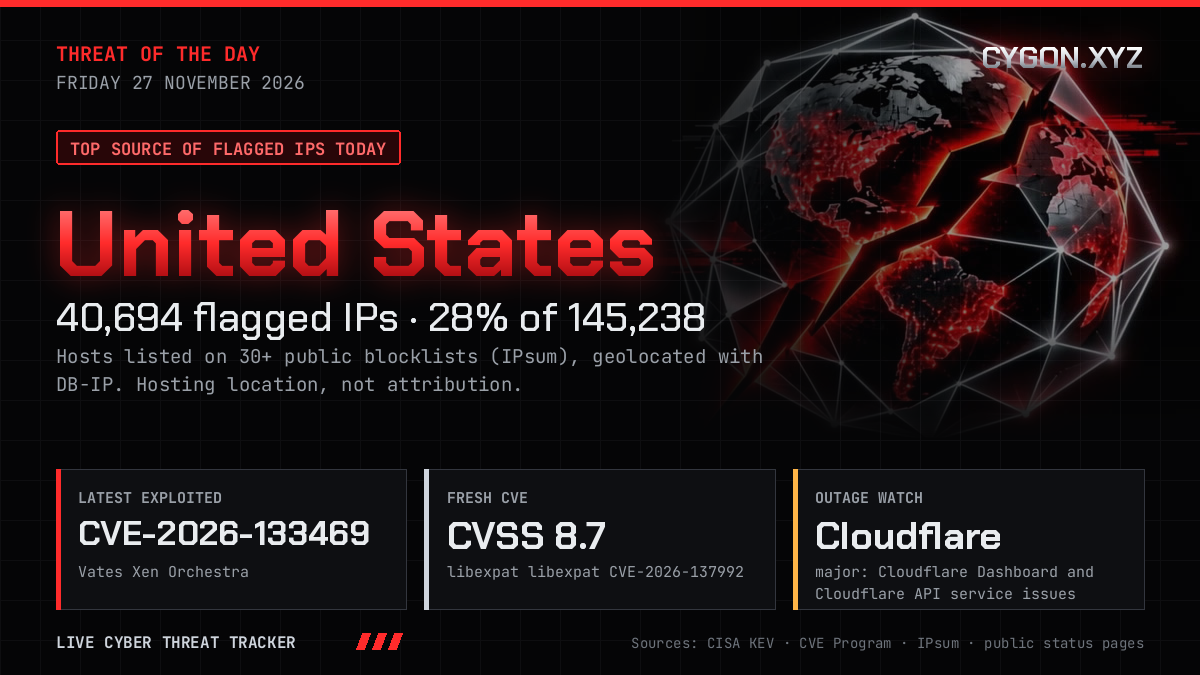 THREAT OF THE DAY
FRIDAY 27 NOVEMBER 2026
CYGON.XYZ
TOP SOURCE OF FLAGGED IPS TODAY
United States
40,694 flagged IPs · 28% of 145,238
Hosts listed on 30+ public blocklists (IPsum), geolocated with
DB-IP. Hosting location, not attribution.
LATEST EXPLOITED
CVE-2026-133469
Vates Xen Orchestra
FRESH CVE
CVSS 8.7
libexpat libexpat CVE-2026-137992
OUTAGE WATCH
Cloudflare
major: Cloudflare Dashboard and
Cloudflare API service issues
LIVE CYBER THREAT TRACKER
Sources: CISA KEV · CVE Program · IPsum · public status pages